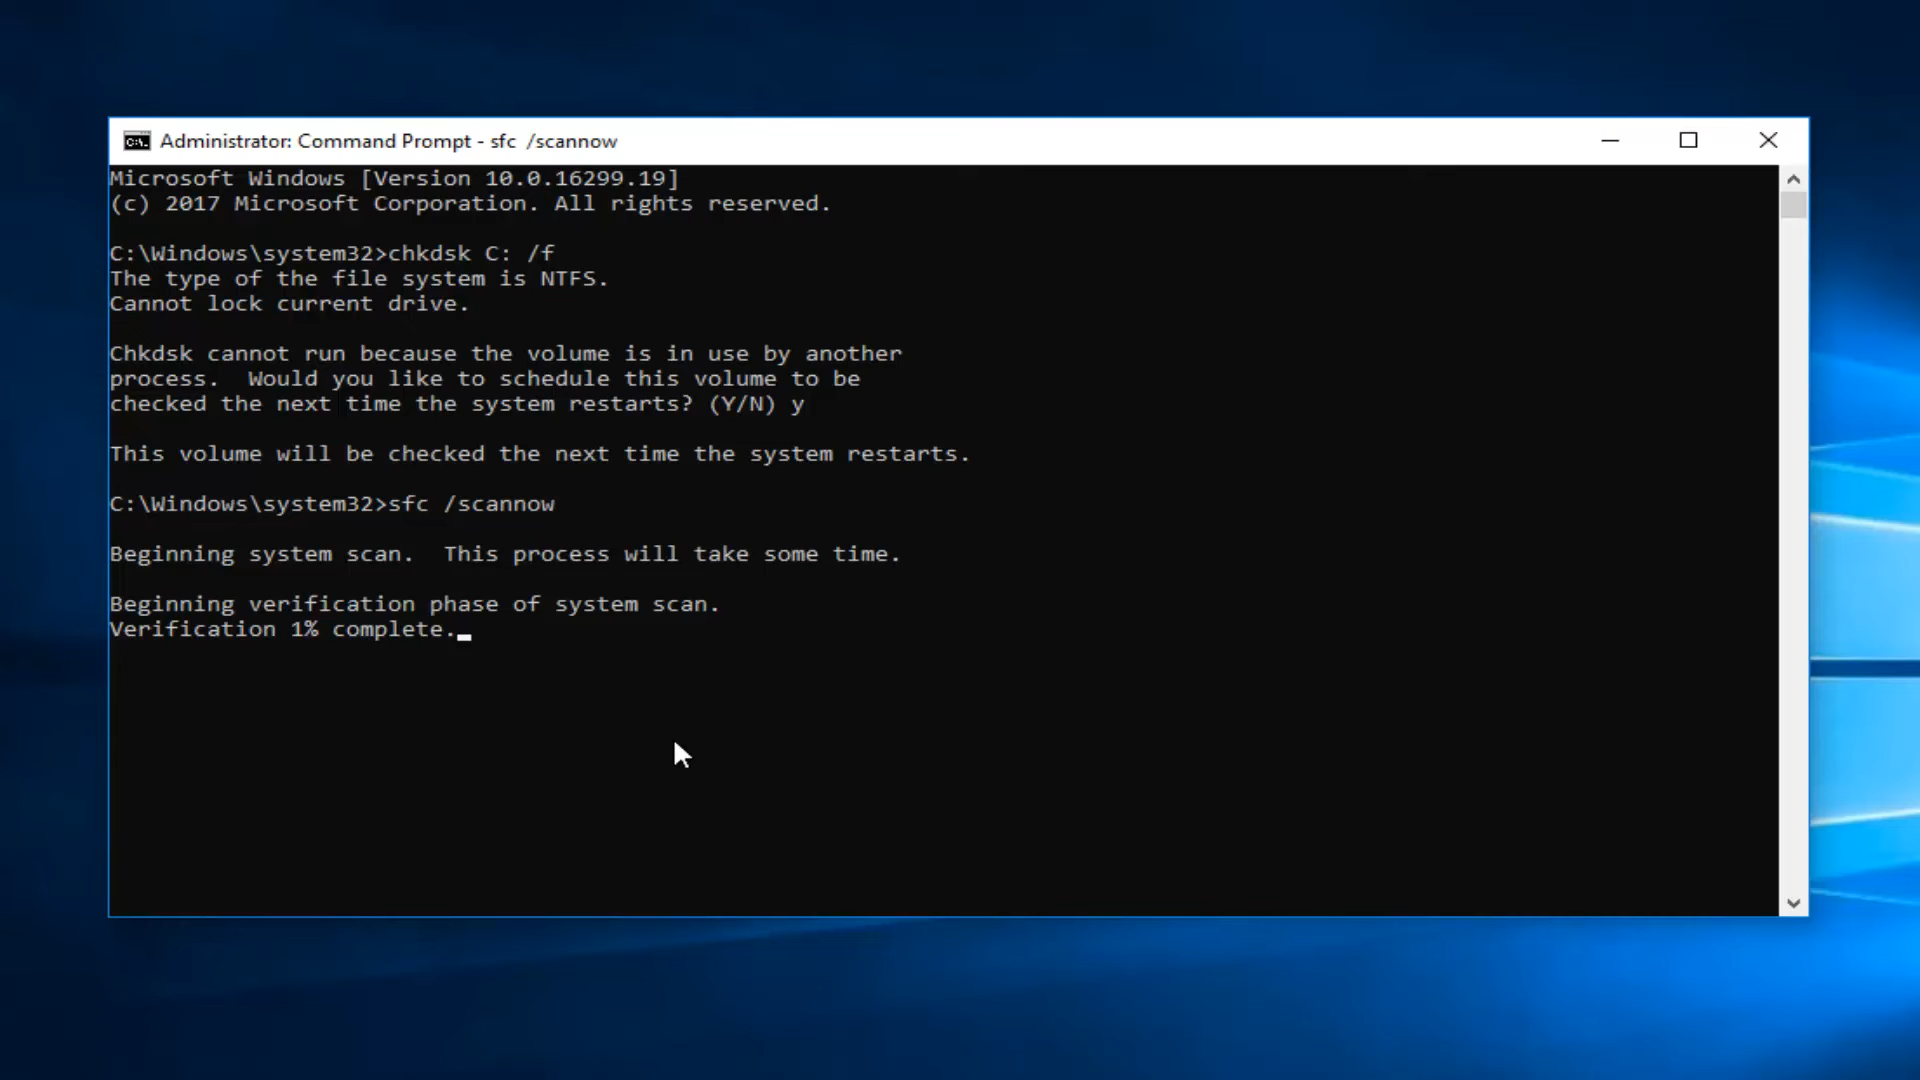 Administrator: Command Prompt - sfc  /scannow
Microsoft Windows [Version 10.0.16299.19]
(c) 2017 Microsoft Corporation. All rights reserved.
C:\Windows\system32>chkdsk C: /f
The type of the file system is NTFS.
Cannot lock current drive.
Chkdsk cannot run because the volume is in use by another
process.  Would you like to schedule this volume to be
checked the next time the system restarts? (Y/N) y
This volume will be checked the next time the system restarts.
C:\Windows\system32>sfc /scannow
Beginning system scan.  This process will take some time.
Beginning verification phase of system scan.
Verification 1% complete.